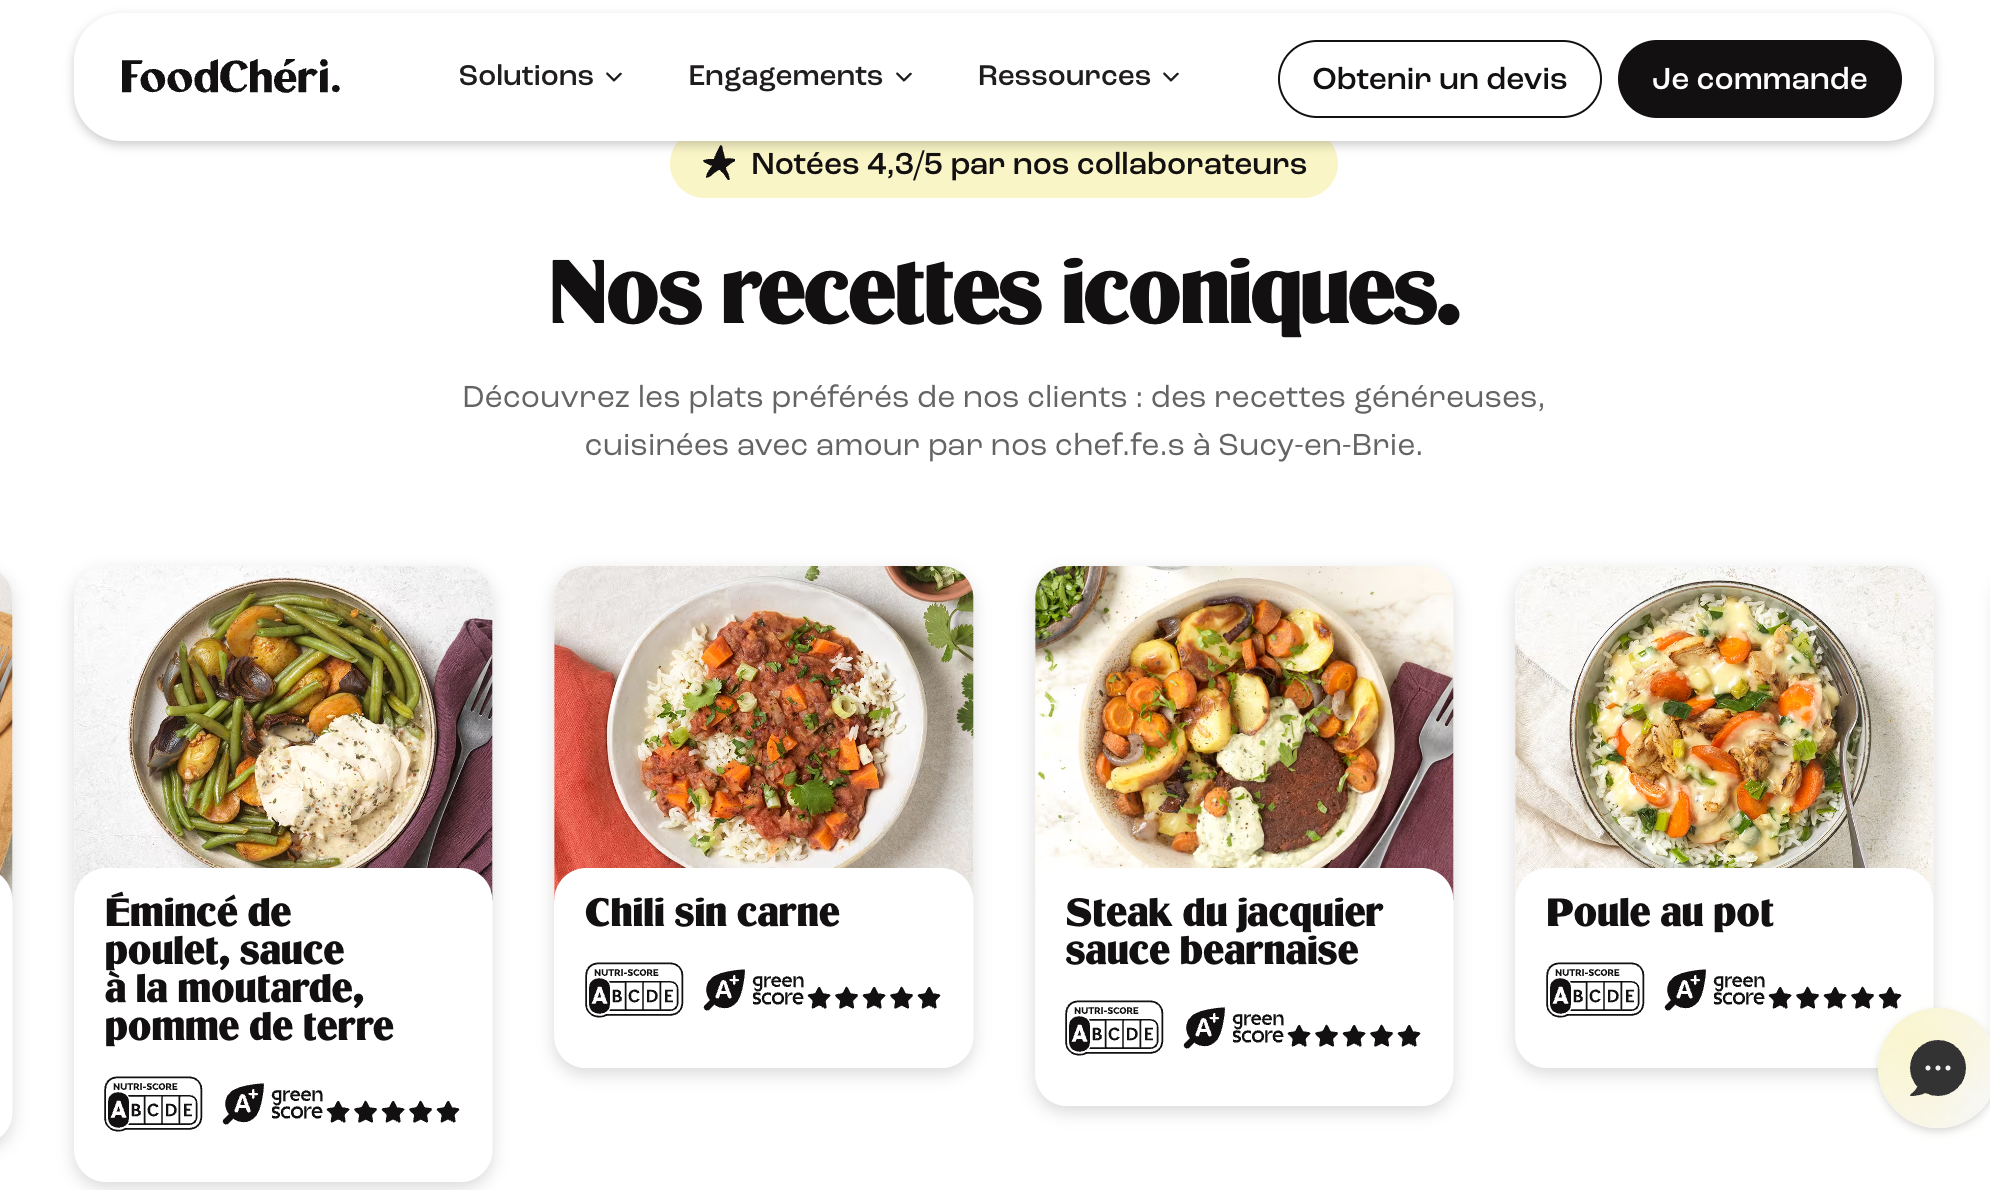 FoodChéri.
Solutions
Engagements
Ressources
Obtenir un devis
Je commande
Notées 4,3/5 par nos collaborateurs
Nos recettes iconiques.
Découvrez les plats préférés de nos clients : des recettes généreuses,
cuisinées avec amour par nos chef.fe.s à Sucy-en-Brie.
Émincé de
poulet, sauce
à la moutarde,
pomme de terre
NUTRI-SCORE
A B C D E
A+
green
score
Chili sin carne
NUTRI-SCORE
A B C D E
A+
green
score
Steak du jacquier
sauce bearnaise
NUTRI-SCORE
A B C D E
A+
green
score
Poule au pot
NUTRI-SCORE
A B C D E
A+
green
score